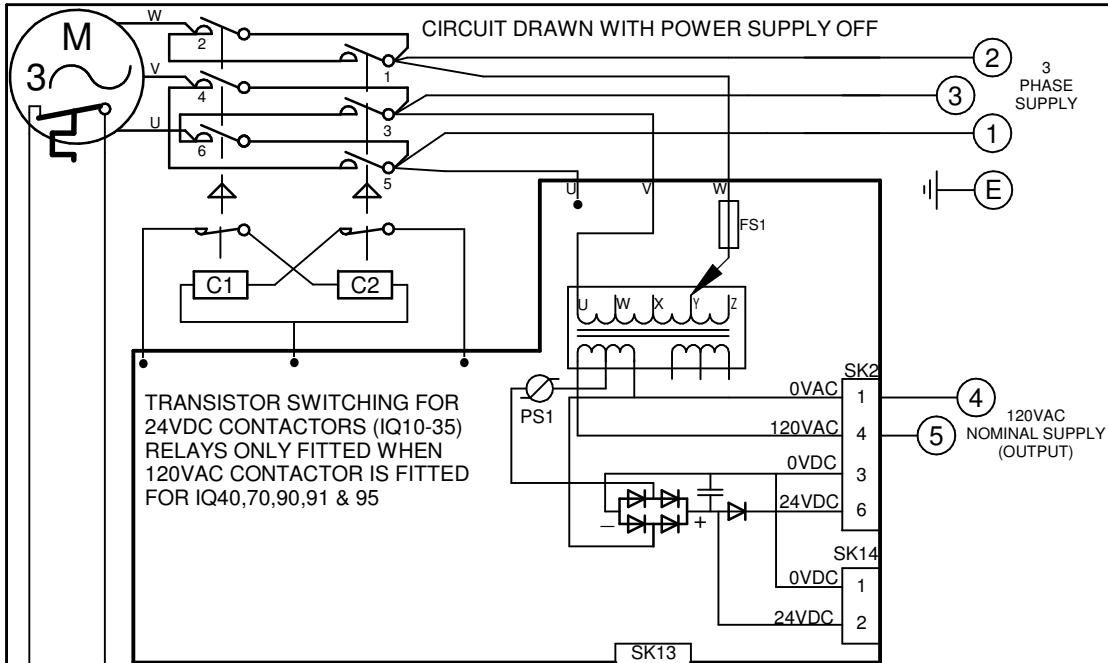 CIRCUIT DRAWN WITH POWER SUPPLY OFF
M
3
W
V
U
2
4
6
1
3
5
2
3
1
E
3
PHASE
SUPPLY
U
V
W
FS1
C1
C2
U
W
X
Y
Z
PS1
TRANSISTOR SWITCHING FOR
24VDC CONTACTORS (IQ10-35)
RELAYS ONLY FITTED WHEN
120VAC CONTACTOR IS FITTED
FOR IQ40,70,90,91 & 95
SK2
0VAC 1
120VAC 4
0VDC 3
24VDC 6
4
5
120VAC
NOMINAL SUPPLY
(OUTPUT)
− +
SK14
0VDC 1
24VDC 2
SK13